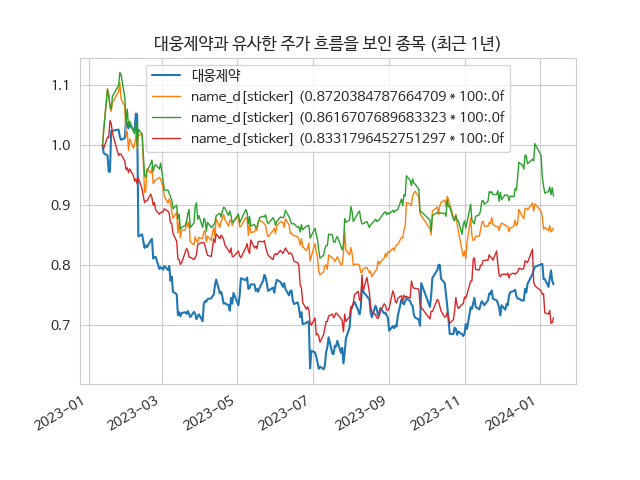 대웅제약과 유사한 주가 흐름을 보인 종목 (최근 1년)
대웅제약
name_d[sticker] (0.8720384787664709 * 100:.0f
name_d[sticker] (0.8616707689683323 * 100:.0f
name_d[sticker] (0.8331796452751297 * 100:.0f
1.1
1.0
0.9
0.8
0.7
2023-01
2023-03
2023-05
2023-07
2023-09
2023-11
2024-01